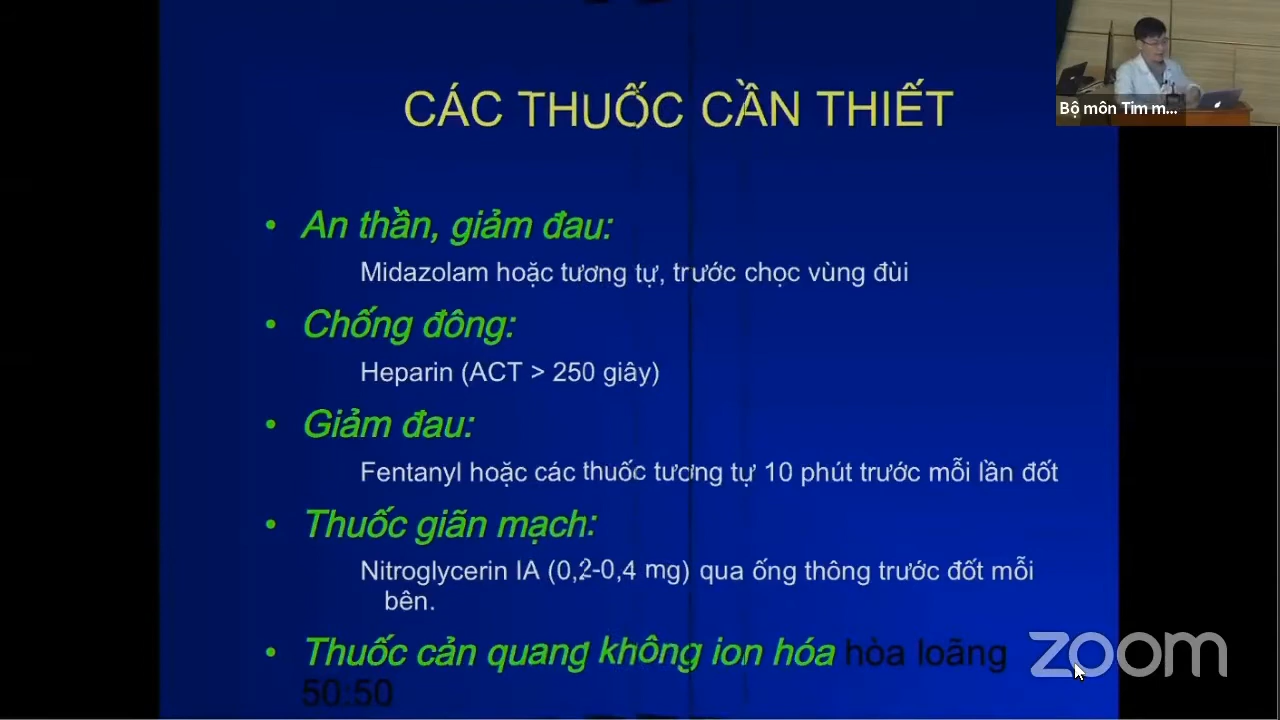 CÁC THUỐC CẦN THIẾT
Bộ môn Tim m...
• An thần, giảm đau:
Midazolam hoặc tương tự, trước chọc vùng đùi
• Chống đông:
Heparin (ACT > 250 giây)
• Giảm đau:
Fentanyl hoặc các thuốc tương tự 10 phút trước mỗi lần đốt
• Thuốc giãn mạch:
Nitroglycerin IA (0,2-0,4 mg) qua ống thông trước đốt mỗi
bên.
• Thuốc cản quang không ion hóa hòa loãng
50:50
zoom